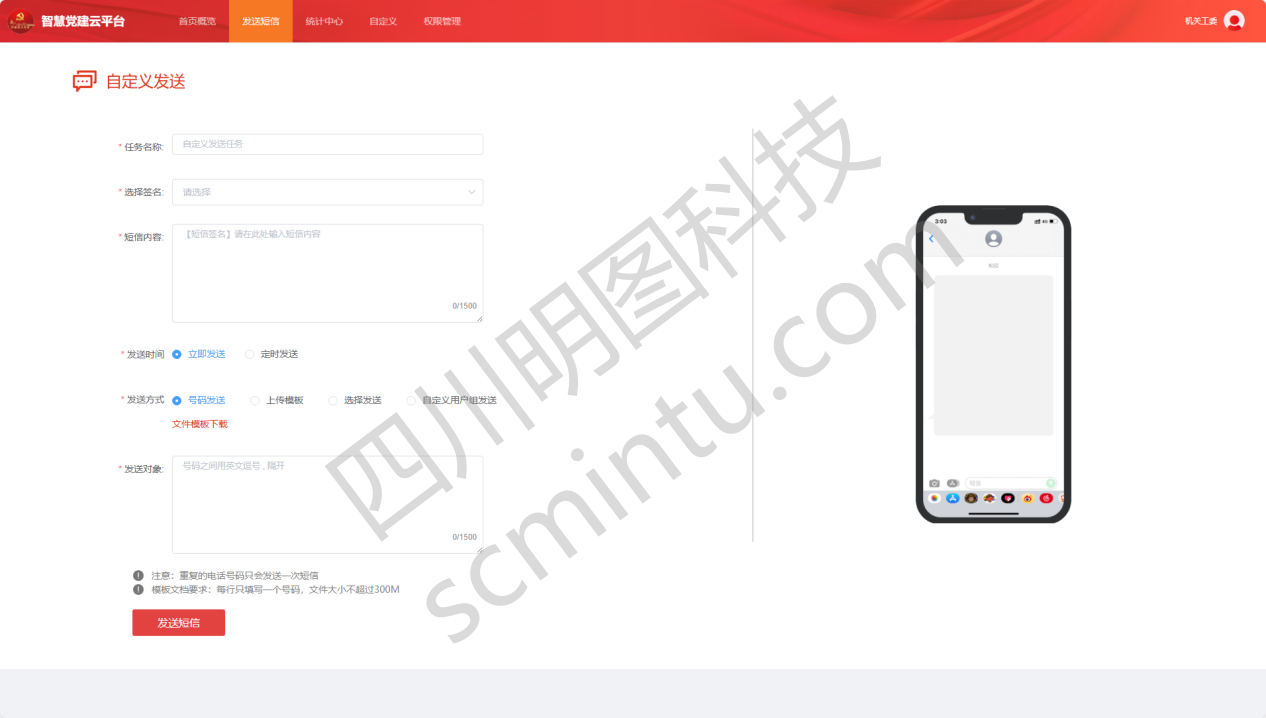 智慧党建云平台
首页概览 发送短信 统计中心 自定义 权限管理
机关工委
自定义发送
*任务名称: 自定义发送任务
*选择签名: 请选择
*短信内容: 【短信签名】请在此处输入短信内容
0/1500
*发送时间 立即发送 定时发送
*发送方式 号码发送 上传模板 选择发送 自定义用户组发送
文件模板下载
*发送对象: 号码之间用英文逗号 , 隔开
0/1500
注意：重复的电话号码只会发送一次短信
模板文档要求：每行只填写一个号码，文件大小不超过300M
发送短信
3:03
4G
四川明图科技
scmintu.com